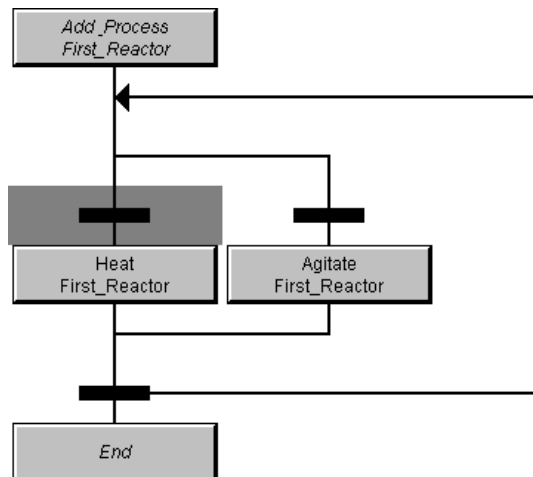 Add_Process
First_Reactor
Heat
First_Reactor
Agitate
First_Reactor
End